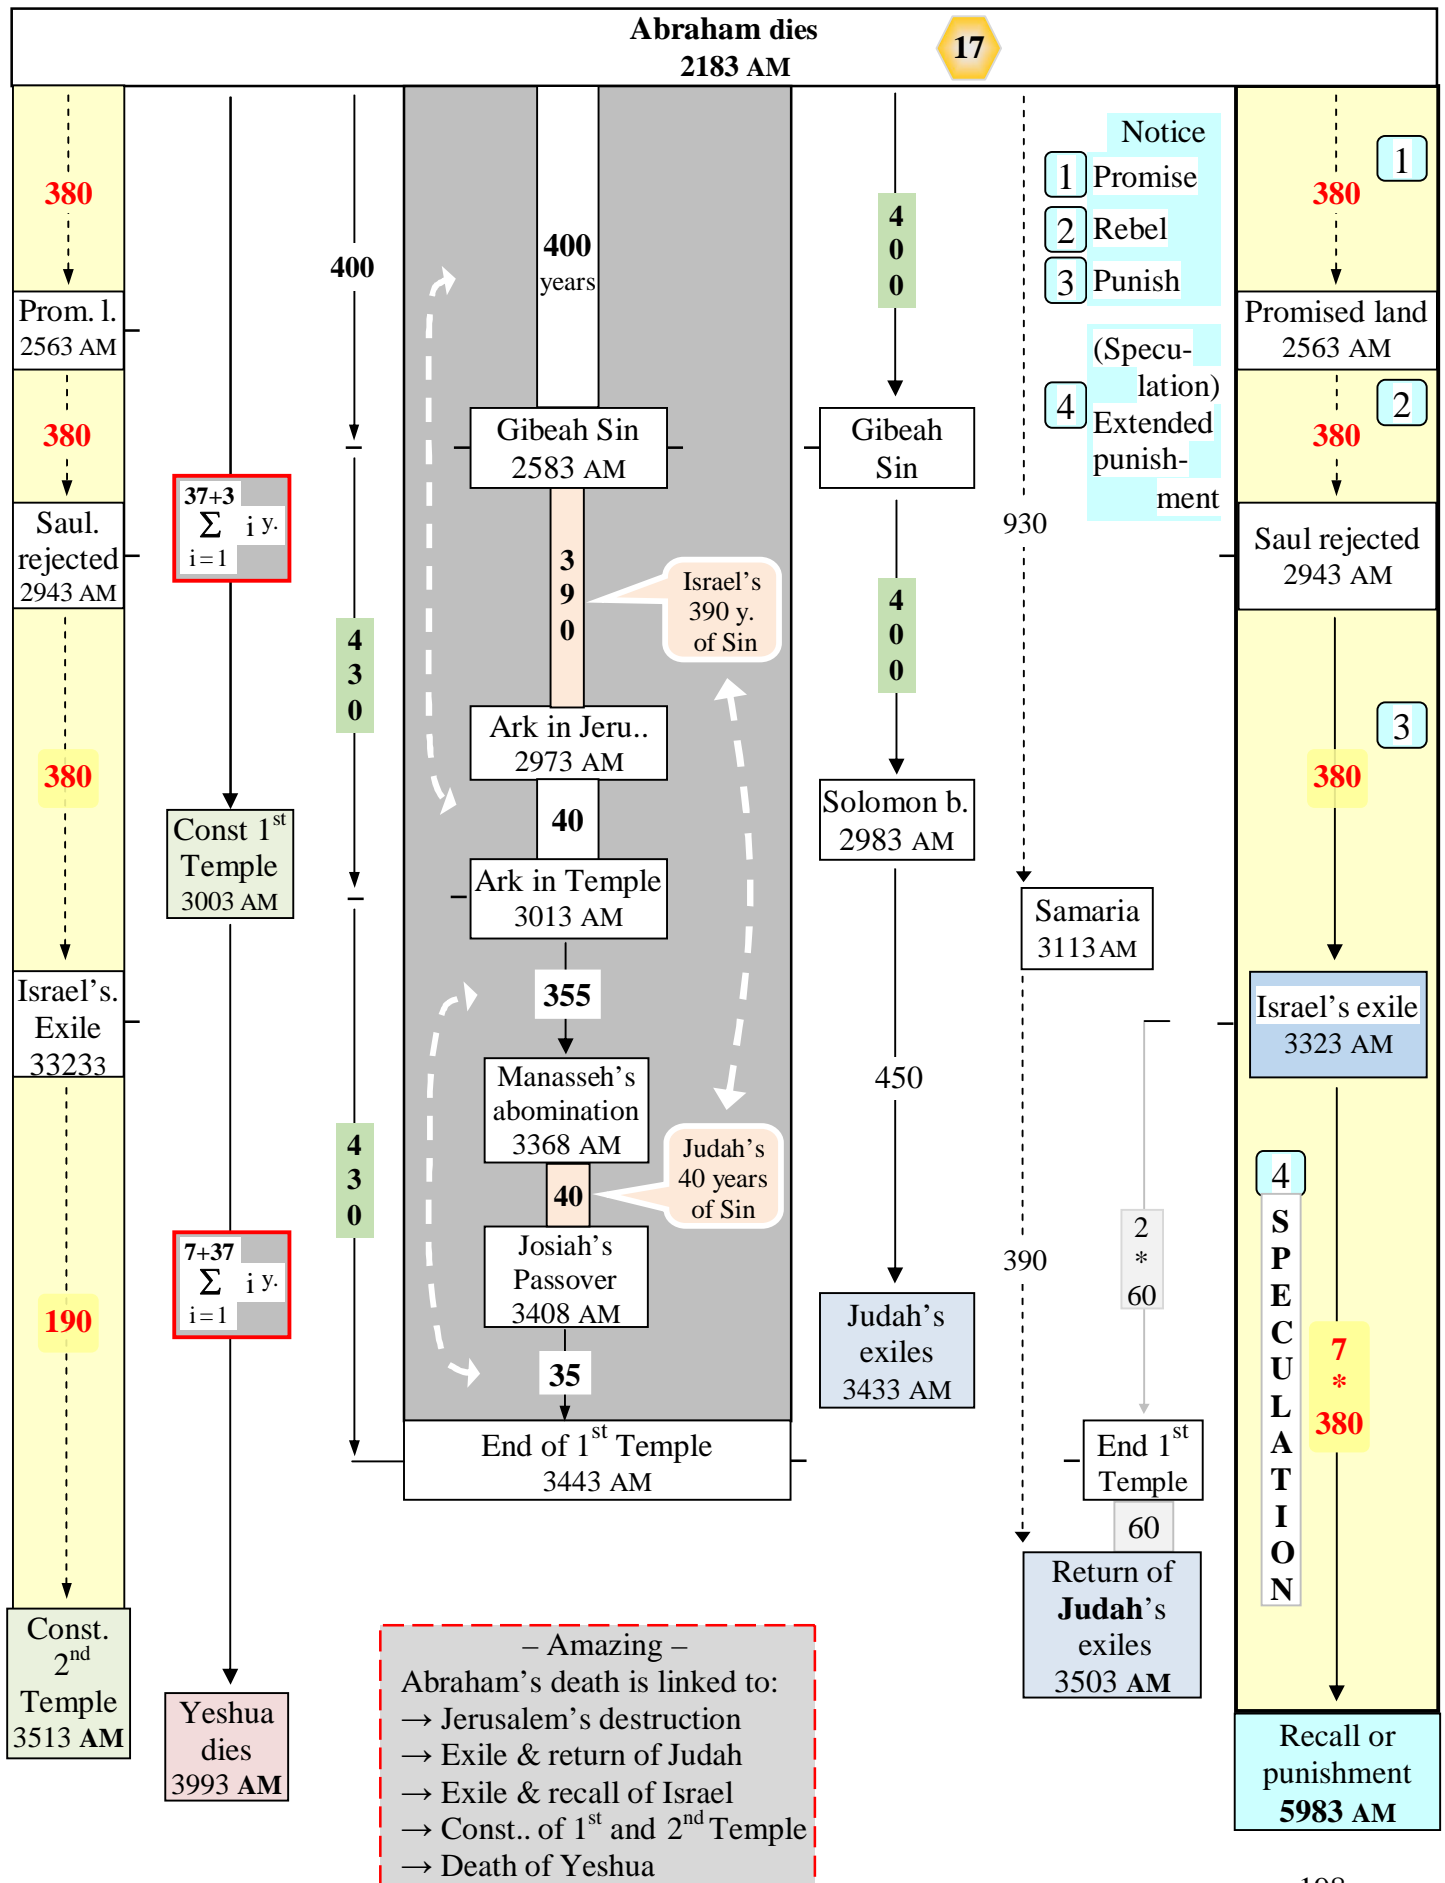 Abraham dies
2183 AM
17
380
Prom. l.
2563 AM
380
Saul.
rejected
2943 AM
380
Israel's.
Exile
33233
190
Const.
2nd
Temple
3513 AM
37+3
Σ i y.
i=1
Const 1st
Temple
3003 AM
7+37
Σ i y.
i=1
Yeshua
dies
3993 AM
400
4
3
0
4
3
0
400
years
Gibeah Sin
2583 AM
3
9
0
Israel's
390 y.
of Sin
Ark in Jeru..
2973 AM
40
Ark in Temple
3013 AM
355
Manasseh's
abomination
3368 AM
40
Judah's
40 years
of Sin
Josiah's
Passover
3408 AM
35
End of 1st Temple
3443 AM
4
0
0
Gibeah
Sin
4
0
0
Solomon b.
2983 AM
450
Judah's
exiles
3433 AM
930
Samaria
3113 AM
390
Return of
Judah's
exiles
3503 AM
Notice
1 Promise
2 Rebel
3 Punish
4
(Specu-
lation)
Extended
punish-
ment
2
*
60
End 1st
Temple
60
1
380
Promised land
2563 AM
2
380
Saul rejected
2943 AM
3
380
Israel's exile
3323 AM
4
S
P
E
C
U
L
A
T
I
O
N
7
*
380
Recall or
punishment
5983 AM
– Amazing –
Abraham's death is linked to:
→ Jerusalem's destruction
→ Exile & return of Judah
→ Exile & recall of Israel
→ Const.. of 1st and 2nd Temple
→ Death of Yeshua